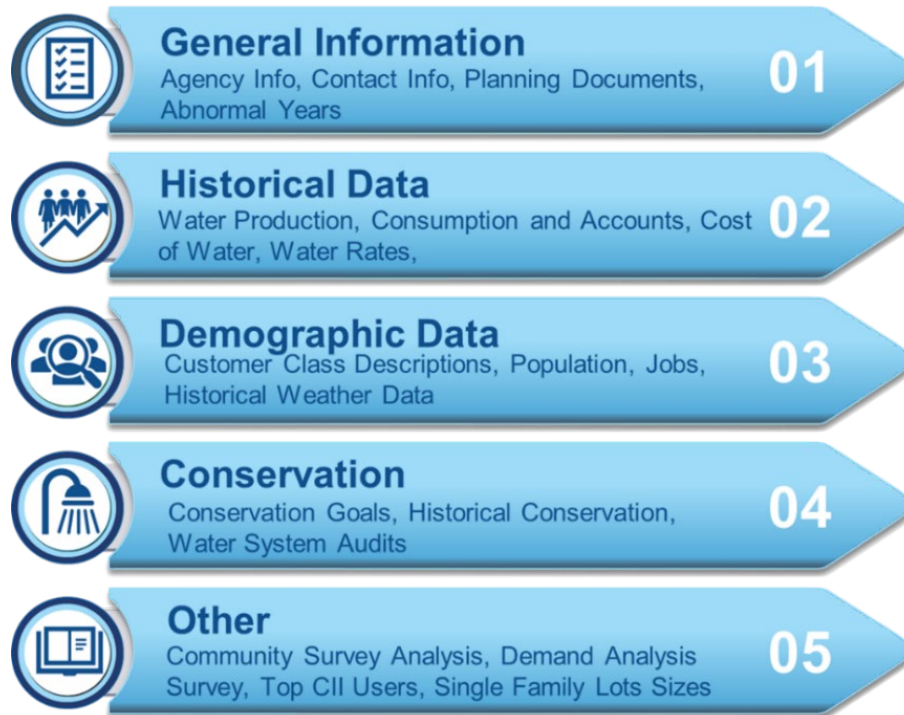 General Information
Agency Info, Contact Info, Planning Documents,
Abnormal Years
01
Historical Data
Water Production, Consumption and Accounts, Cost
of Water, Water Rates,
02
Demographic Data
Customer Class Descriptions, Population, Jobs,
Historical Weather Data
03
Conservation
Conservation Goals, Historical Conservation,
Water System Audits
04
Other
Community Survey Analysis, Demand Analysis
Survey, Top CII Users, Single Family Lots Sizes
05